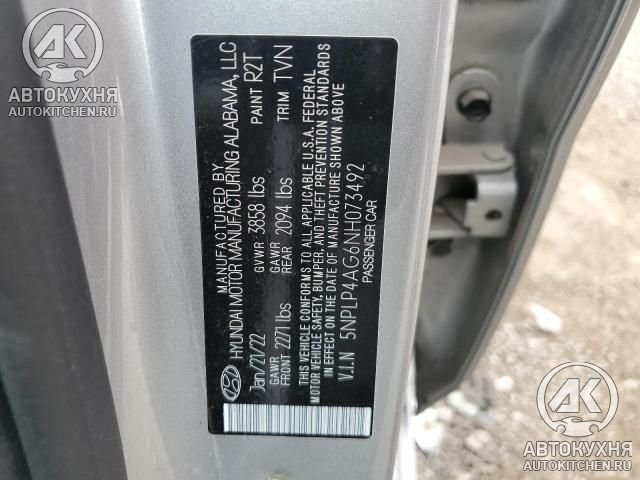 MANUFACTURED BY
HYUNDAI MOTOR MANUFACTURING ALABAMA, LLC
Jan/21/22 GVWR 3858 lbs PAINT R2T
GAWR FRONT 2271 lbs GAWR REAR 2094 lbs TRIM TVN
THIS VEHICLE CONFORMS TO ALL APPLICABLE U.S.A. FEDERAL
MOTOR VEHICLE SAFETY, BUMPER, AND THEFT PREVENTION STANDARDS
IN EFFECT ON THE DATE OF MANUFACTURE SHOWN ABOVE
V.I.N 5NPLP4AG6NH073492
PASSENGER CAR
АК
АВТОКУХНЯ
AUTOKITCHEN.RU
АК
АВТОКУХНЯ
AUTOKITCHEN.RU